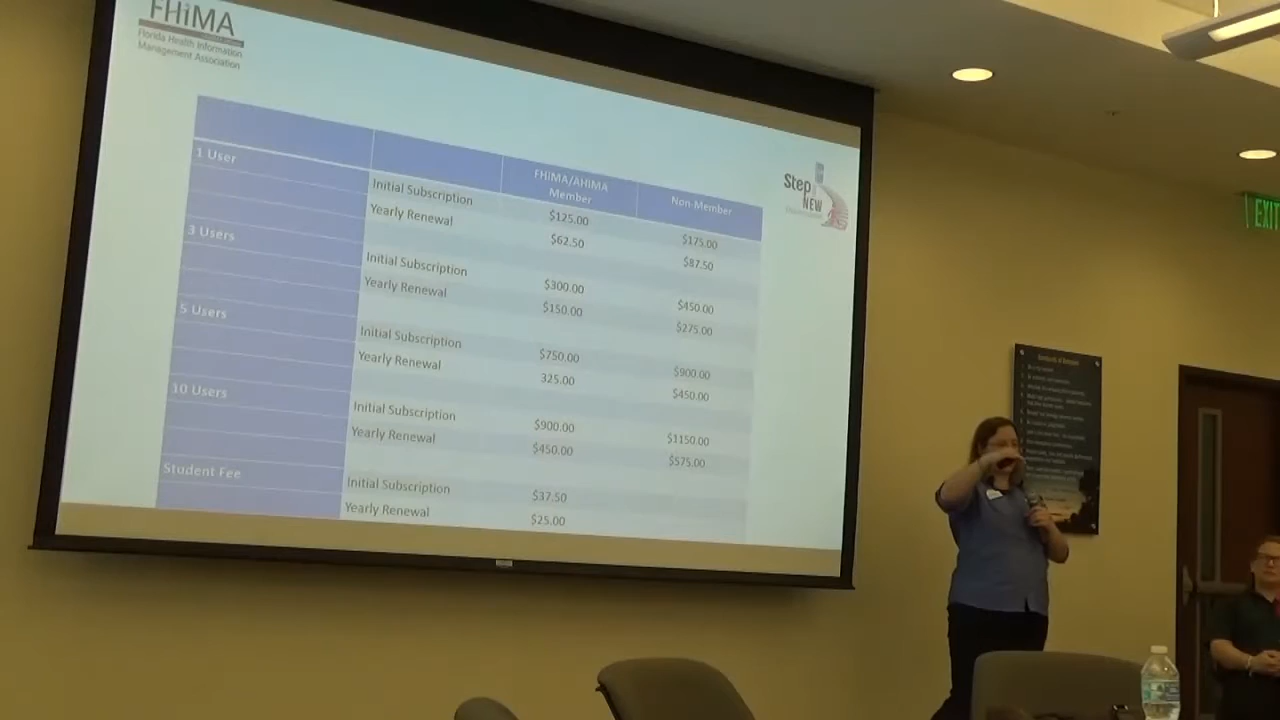 FHiMA
Florida Health Information
Management Association
Step
NEW
FHIMA/AHIMA
Member
Non-Member
1 User
Initial Subscription $125.00 $175.00
Yearly Renewal $62.50 $87.50
3 Users
Initial Subscription $300.00 $450.00
Yearly Renewal $150.00 $275.00
5 Users
Initial Subscription $750.00 $900.00
Yearly Renewal 325.00 $450.00
10 Users
Initial Subscription $900.00 $1150.00
Yearly Renewal $450.00 $575.00
Student Fee
Initial Subscription $37.50
Yearly Renewal $25.00
EXIT